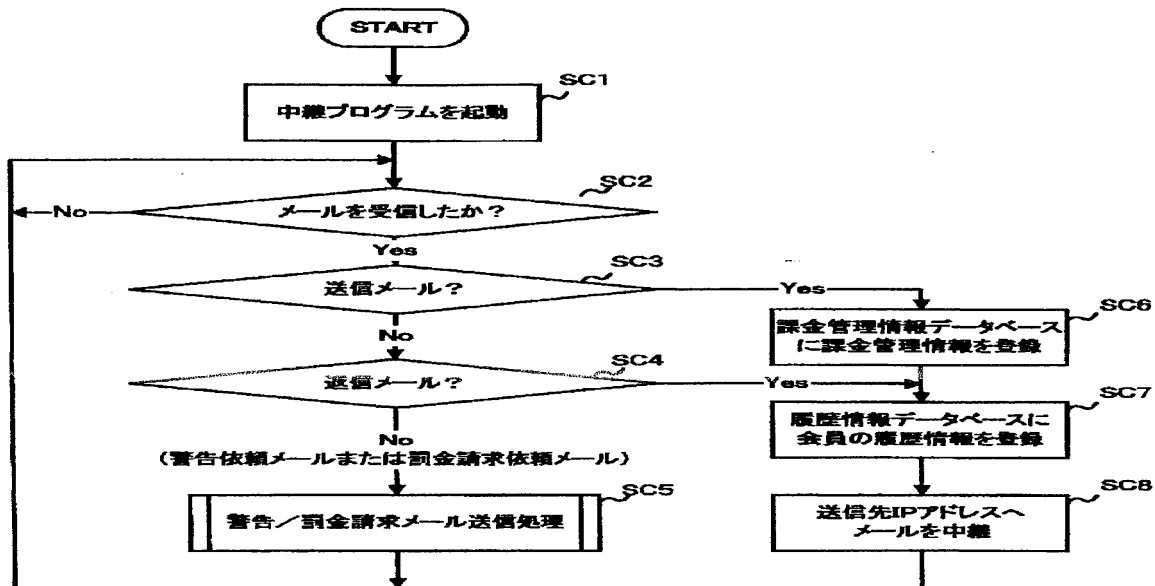 START
SC1
中継プログラムを起動
SC2
メールを受信したか？
No
Yes
SC3
送信メール？
Yes
No
SC6
課金管理情報データベース
に課金管理情報を登録
SC4
返信メール？
Yes
No
(警告依頼メールまたは罰金請求依頼メール)
SC7
履歴情報データベースに
会員の履歴情報を登録
SC5
警告／罰金請求メール送信処理
SC8
送信先IPアドレスへ
メールを中継